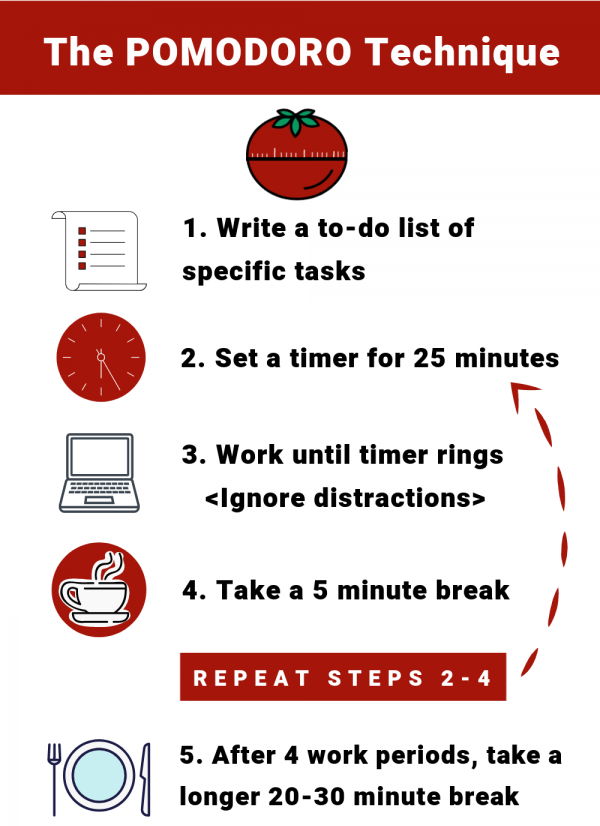 The POMODORO Technique
1. Write a to-do list of
specific tasks
2. Set a timer for 25 minutes
3. Work until timer rings
<Ignore distractions>
4. Take a 5 minute break
REPEAT STEPS 2-4
5. After 4 work periods, take a
longer 20-30 minute break